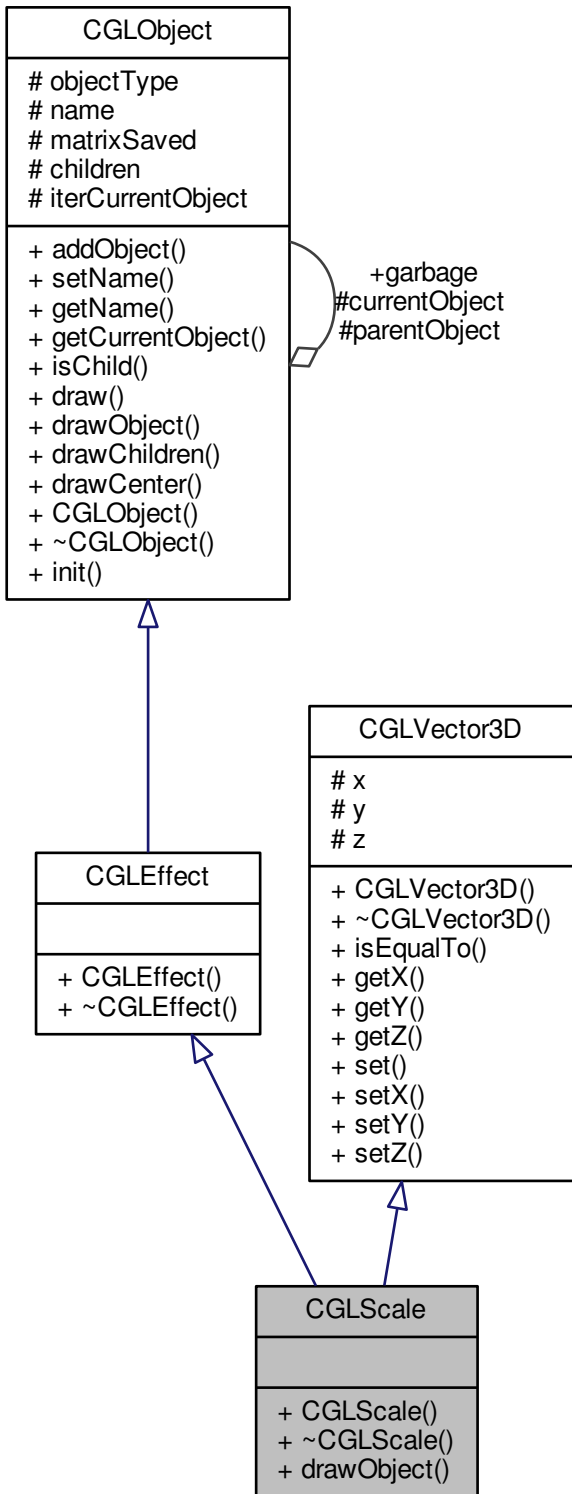 CGLObject
# objectType
# name
# matrixSaved
# children
# iterCurrentObject
+ addObject()
+ setName()
+ getName()
+ getCurrentObject()
+ isChild()
+ draw()
+ drawObject()
+ drawChildren()
+ drawCenter()
+ CGLObject()
+ ~CGLObject()
+ init()
+garbage
#currentObject
#parentObject
CGLVector3D
# x
# y
# z
+ CGLVector3D()
+ ~CGLVector3D()
+ isEqualTo()
+ getX()
+ getY()
+ getZ()
+ set()
+ setX()
+ setY()
+ setZ()
CGLEffect
+ CGLEffect()
+ ~CGLEffect()
CGLScale
+ CGLScale()
+ ~CGLScale()
+ drawObject()